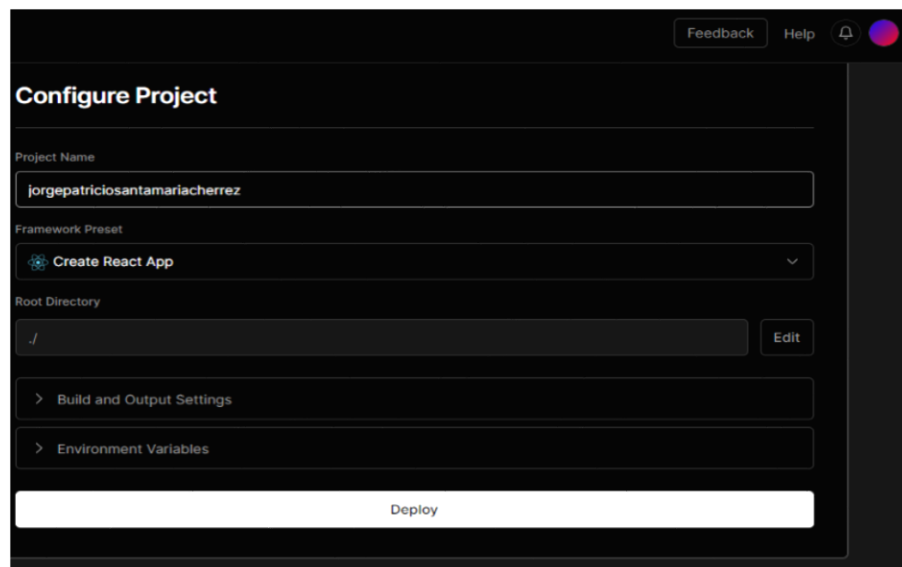 Feedback Help
Configure Project
Project Name
jorgepatriciosantamariacherrez
Framework Preset
Create React App
Root Directory
./
Edit
Build and Output Settings
Environment Variables
Deploy